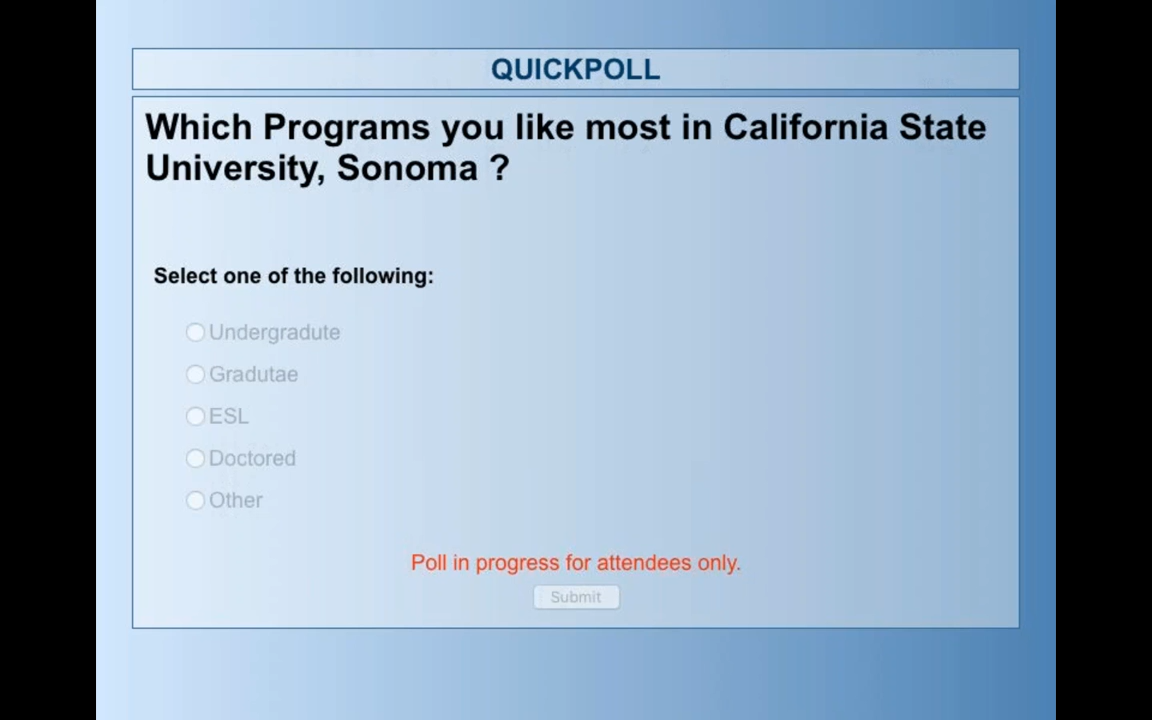 QUICKPOLL
Which Programs you like most in California State
University, Sonoma ?
Select one of the following:
Undergradute
Gradutae
ESL
Doctored
Other
Poll in progress for attendees only.
Submit